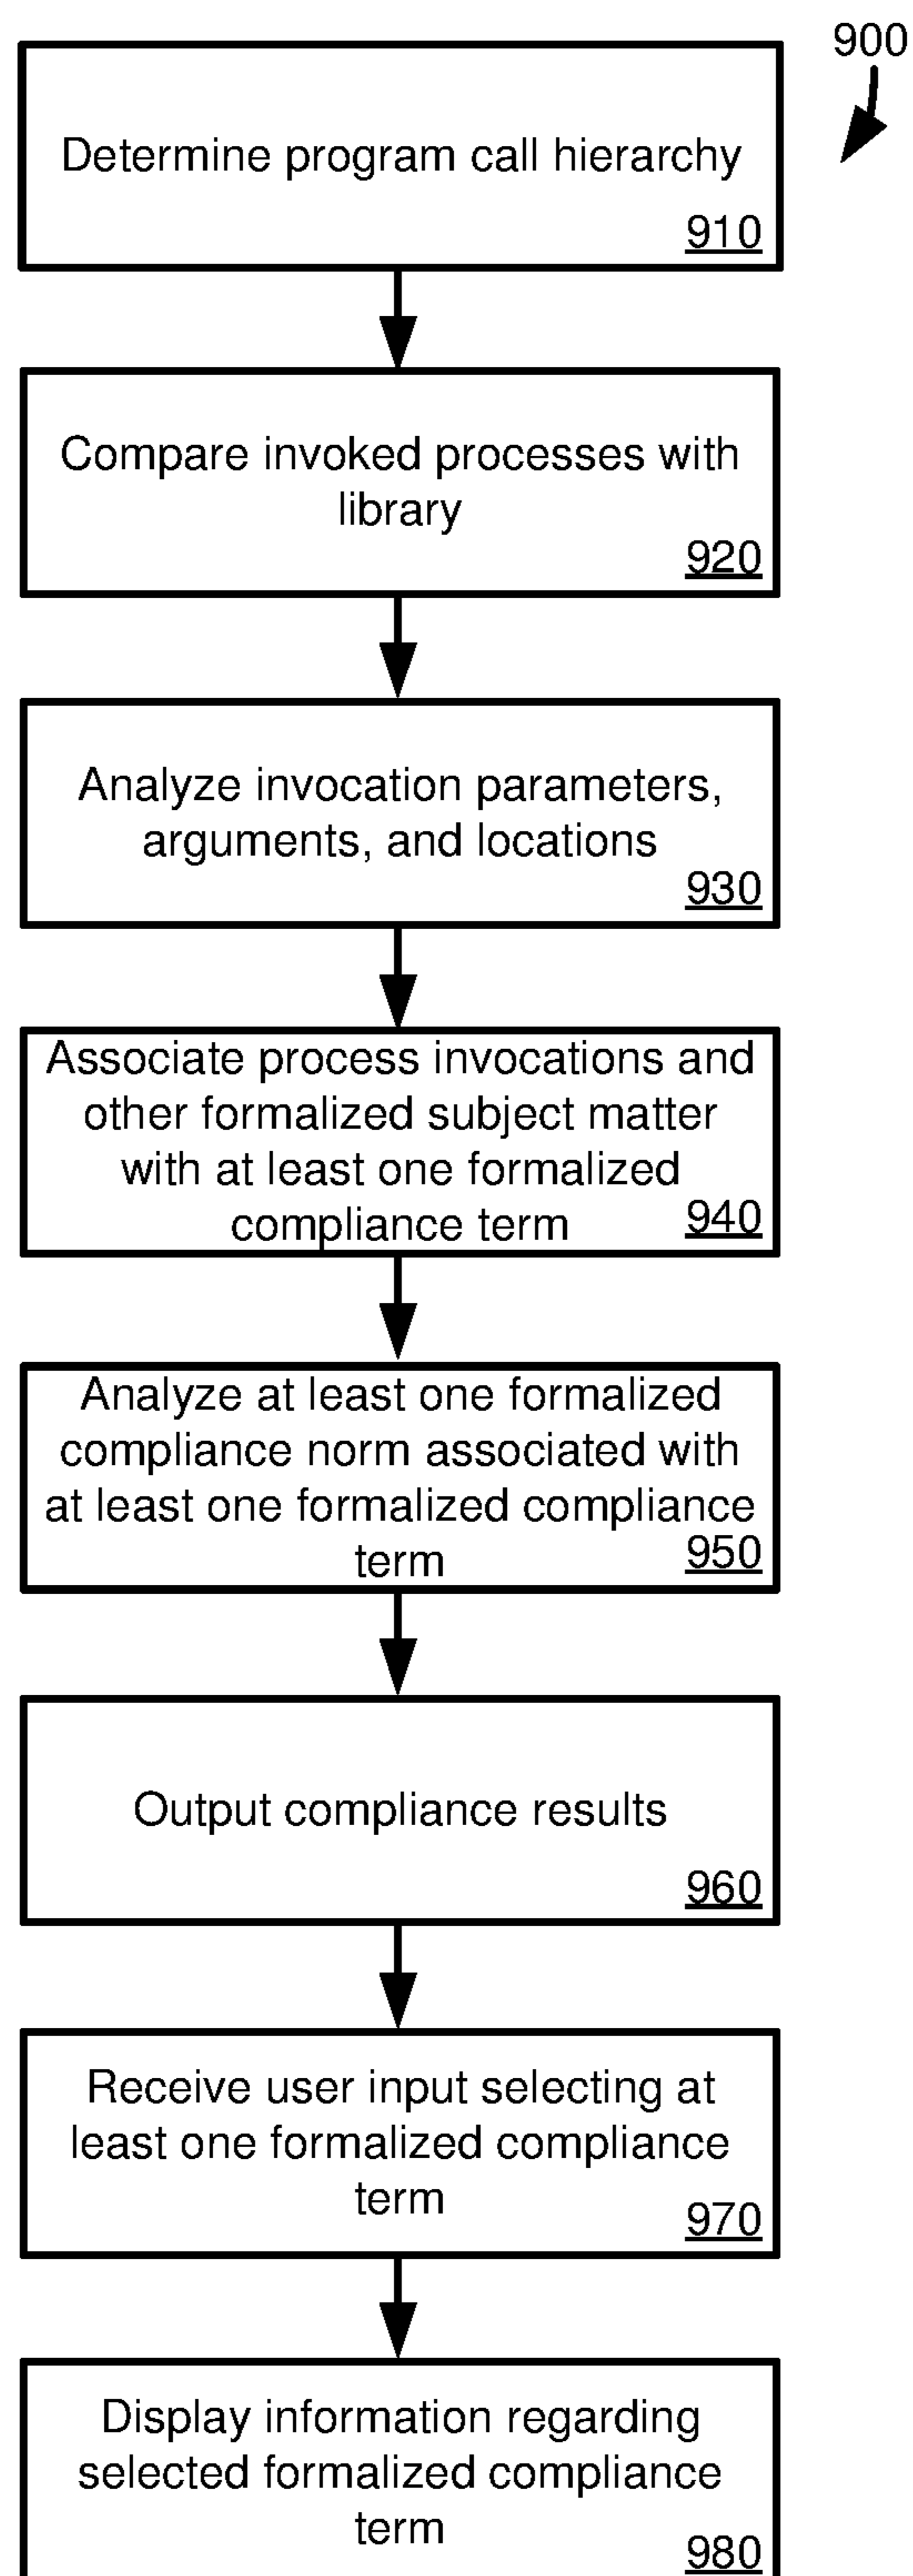 900
Determine program call hierarchy
910
Compare invoked processes with
library
920
Analyze invocation parameters,
arguments, and locations
930
Associate process invocations and
other formalized subject matter
with at least one formalized
compliance term
940
Analyze at least one formalized
compliance norm associated with
at least one formalized compliance
term
950
Output compliance results
960
Receive user input selecting at
least one formalized compliance
term
970
Display information regarding
selected formalized compliance
term
980